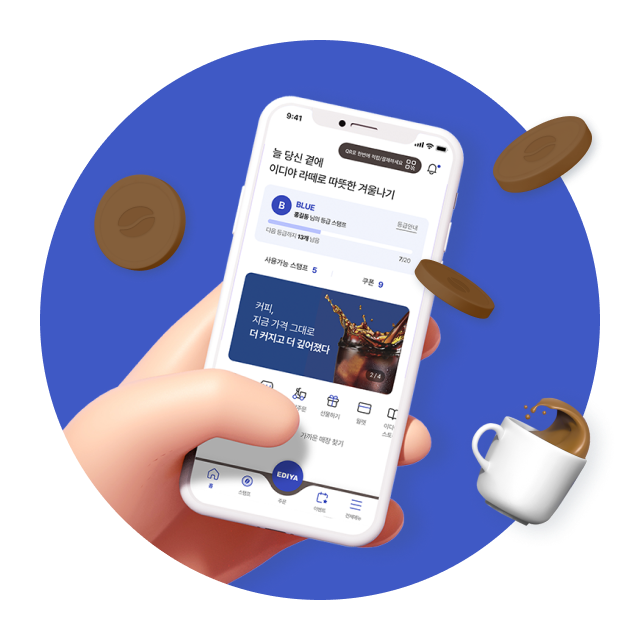 9:41
QR로 한번에 적립/결제하세요
늘 당신 곁에
이디야 라떼로 따뜻한 겨울나기
B
BLUE
홍길동 님의 등급 스탬프
등급안내
7/20
다음 등급까지 13개 남음
사용가능 스탬프 5
쿠폰 9
커피,
지금 가격 그대로
더 커지고 더 깊어졌다
2/4
선물하기
가까운 매장 찾기
홈
스탬프
EDIYA
주문
이벤트
전체메뉴